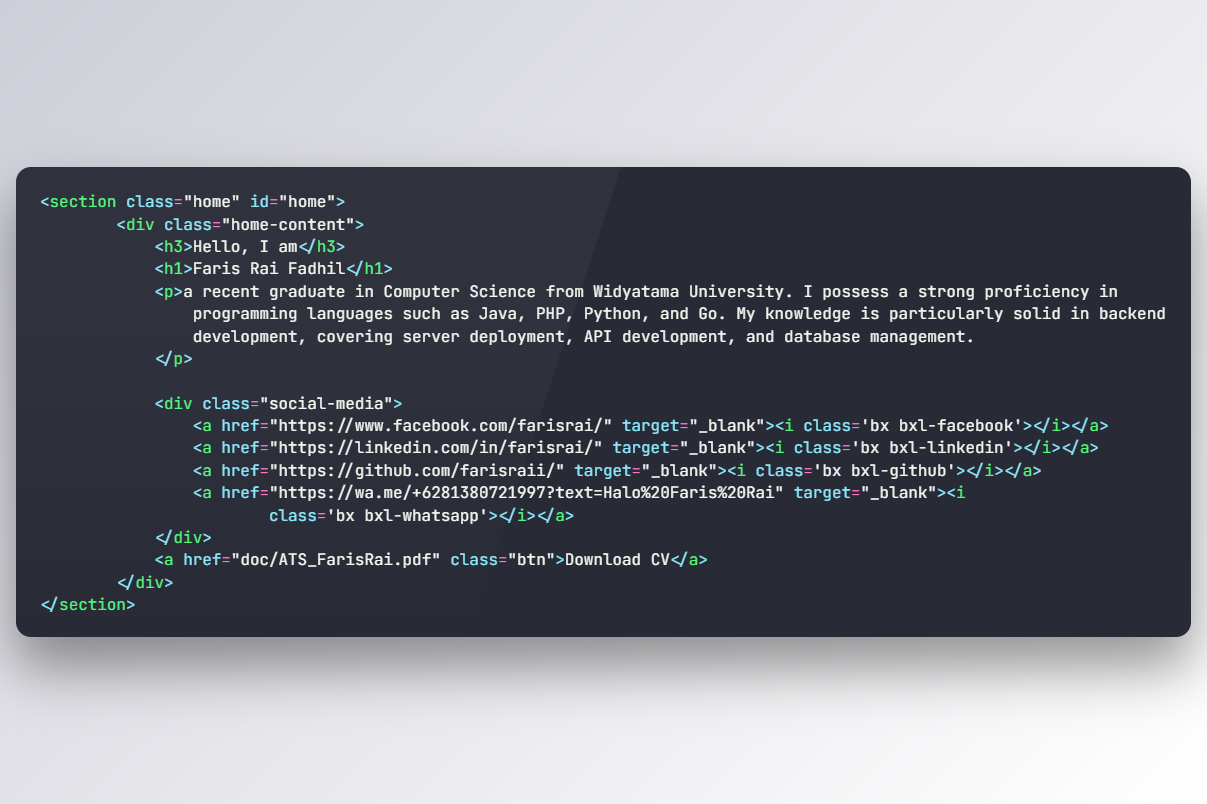 <section class="home" id="home">
        <div class="home-content">
            <h3>Hello, I am</h3>
            <h1>Faris Rai Fadhil</h1>
            <p>a recent graduate in Computer Science from Widyatama University. I possess a strong proficiency in
                programming languages such as Java, PHP, Python, and Go. My knowledge is particularly solid in backend
                development, covering server deployment, API development, and database management.
            </p>

            <div class="social-media">
                <a href="https://www.facebook.com/farisrai/" target="_blank"><i class='bx bxl-facebook'></i></a>
                <a href="https://linkedin.com/in/farisrai/" target="_blank"><i class='bx bxl-linkedin'></i></a>
                <a href="https://github.com/farisraii/" target="_blank"><i class='bx bxl-github'></i></a>
                <a href="https://wa.me/+6281380721997?text=Halo%20Faris%20Rai" target="_blank"><i
                        class='bx bxl-whatsapp'></i></a>
            </div>
            <a href="doc/ATS_FarisRai.pdf" class="btn">Download CV</a>
        </div>
</section>